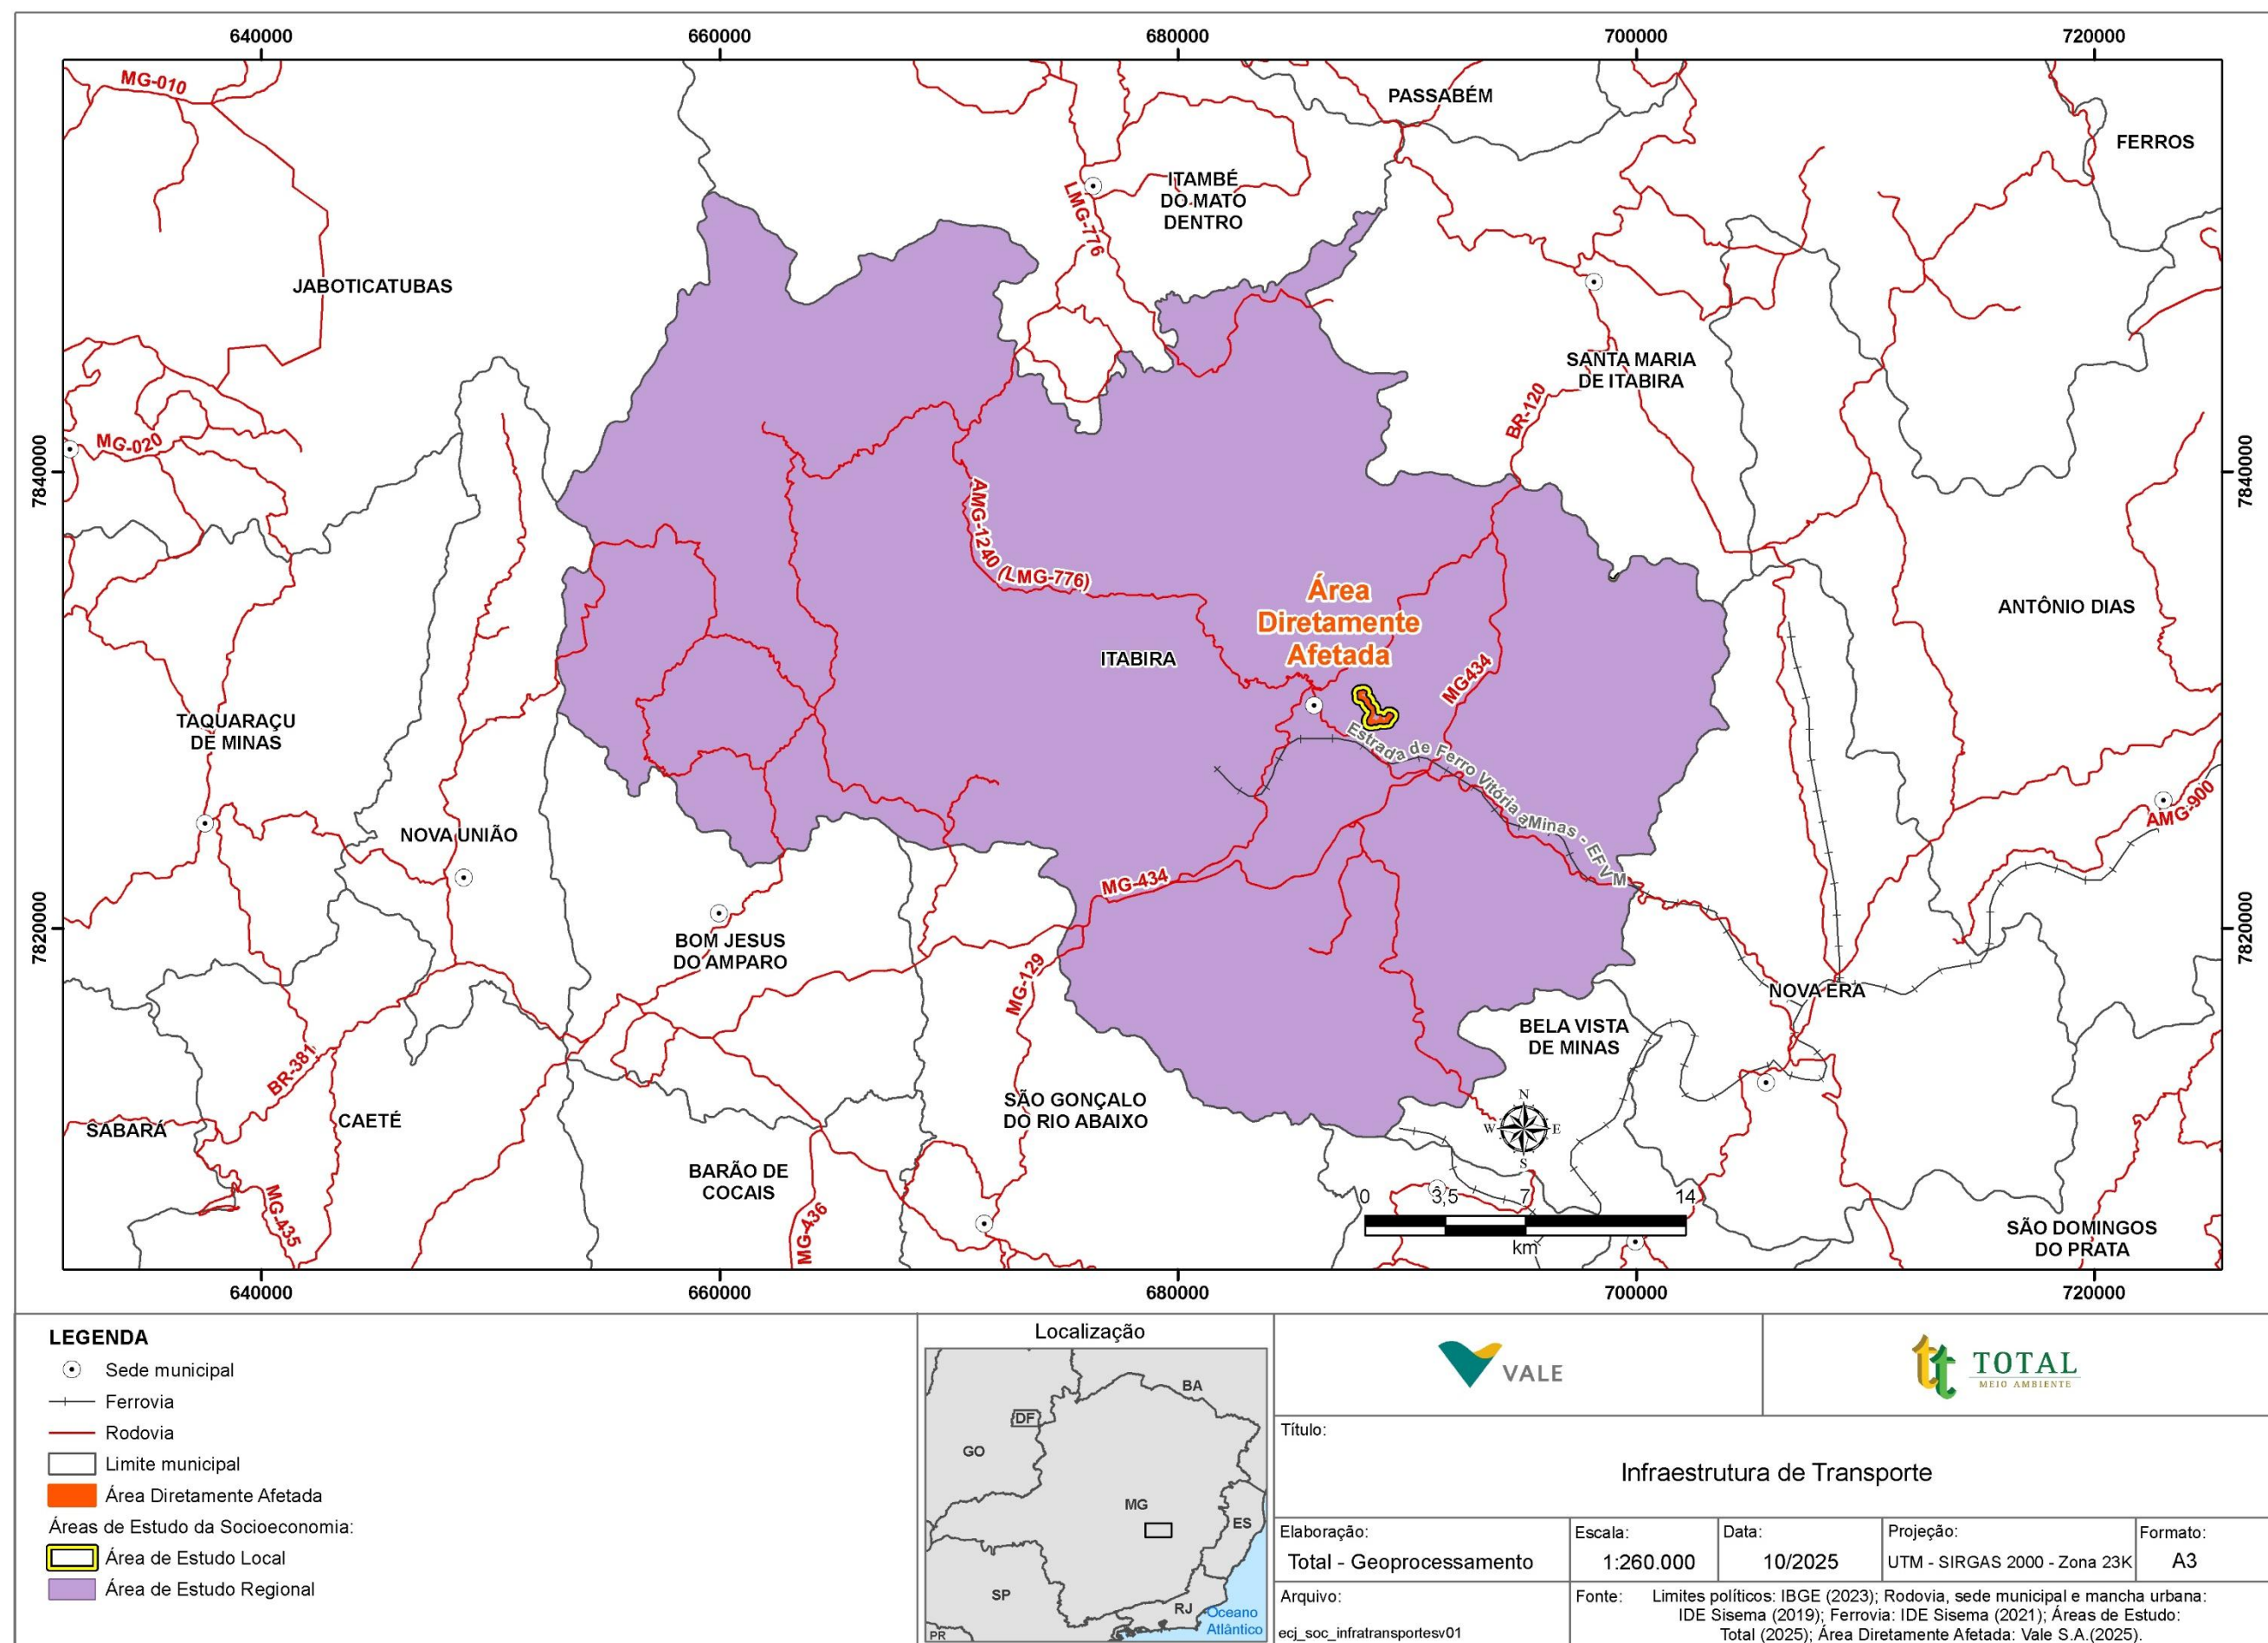 640000
660000
680000
700000
720000
MG-010
PASSABÉM
FERROS
ITAMBÉ
DO MATO
DENTRO
LMG-776
JABOTICATUBAS
SANTA MARIA
DE ITABIRA
BR-120
MG-020
7840000
7840000
AMG-1240 (LMG-776)
Área
Diretamente
Afetada
ANTÔNIO DIAS
ITABIRA
MG434
TAQUARAÇU
DE MINAS
Estrada de Ferro Vitória a Minas - EFVM
AMG-900
NOVA UNIÃO
MG-434
7820000
7820000
BOM JESUS
DO AMPARO
MG-129
NOVA ERA
BELA VISTA
DE MINAS
BR-381
SÃO GONÇALO
DO RIO ABAIXO
CAETÉ
SABARÁ
N
W
E
S
BARÃO DE
COCAIS
MG-435
MG-436
0
3,5
7
14
km
SÃO DOMINGOS
DO PRATA
640000
660000
680000
700000
720000
LEGENDA
Sede municipal
Ferrovia
Rodovia
Limite municipal
Área Diretamente Afetada
Áreas de Estudo da Socioeconomia:
Área de Estudo Local
Área de Estudo Regional
Localização
BA
DF
GO
MG
ES
SP
RJ
Oceano
Atlântico
PR
VALE
tt TOTAL
MEIO AMBIENTE
Título:
Infraestrutura de Transporte
Elaboração:
Total - Geoprocessamento
Escala:
1:260.000
Data:
10/2025
Projeção:
UTM - SIRGAS 2000 - Zona 23K
Formato:
A3
Arquivo:
ecj_soc_infratransportesv01
Fonte: Limites políticos: IBGE (2023); Rodovia, sede municipal e mancha urbana:
IDE Sisema (2019); Ferrovia: IDE Sisema (2021); Áreas de Estudo:
Total (2025); Área Diretamente Afetada: Vale S.A.(2025).